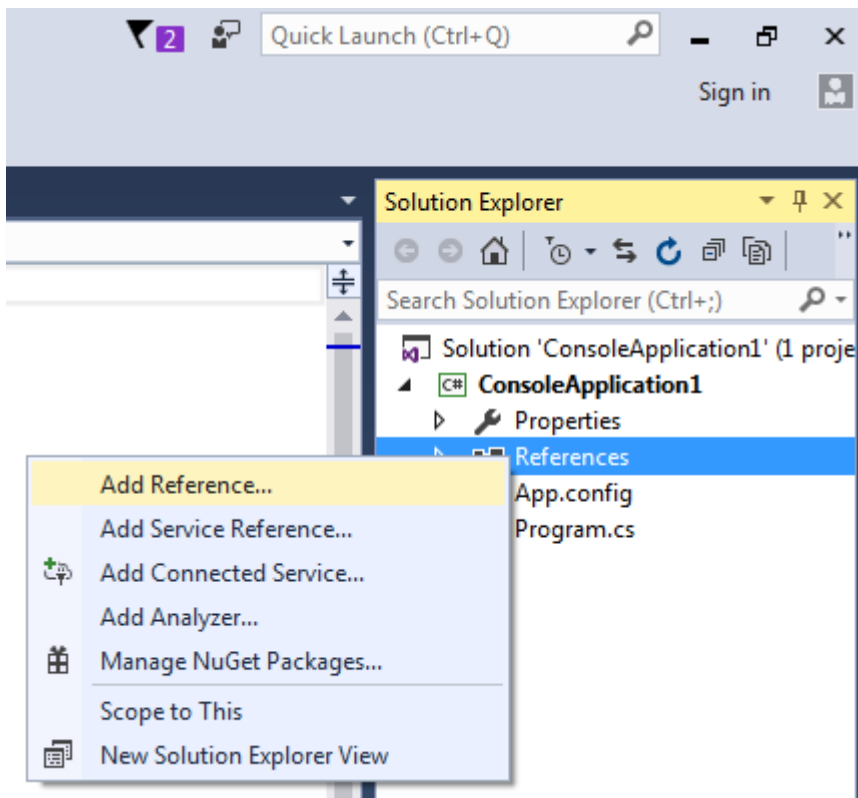 2
Quick Launch (Ctrl+Q)
Sign in
Solution Explorer
Search Solution Explorer (Ctrl+;)
Solution 'ConsoleApplication1' (1 proje
C# ConsoleApplication1
Properties
References
App.config
Program.cs
Add Reference...
Add Service Reference...
Add Connected Service...
Add Analyzer...
Manage NuGet Packages...
Scope to This
New Solution Explorer View